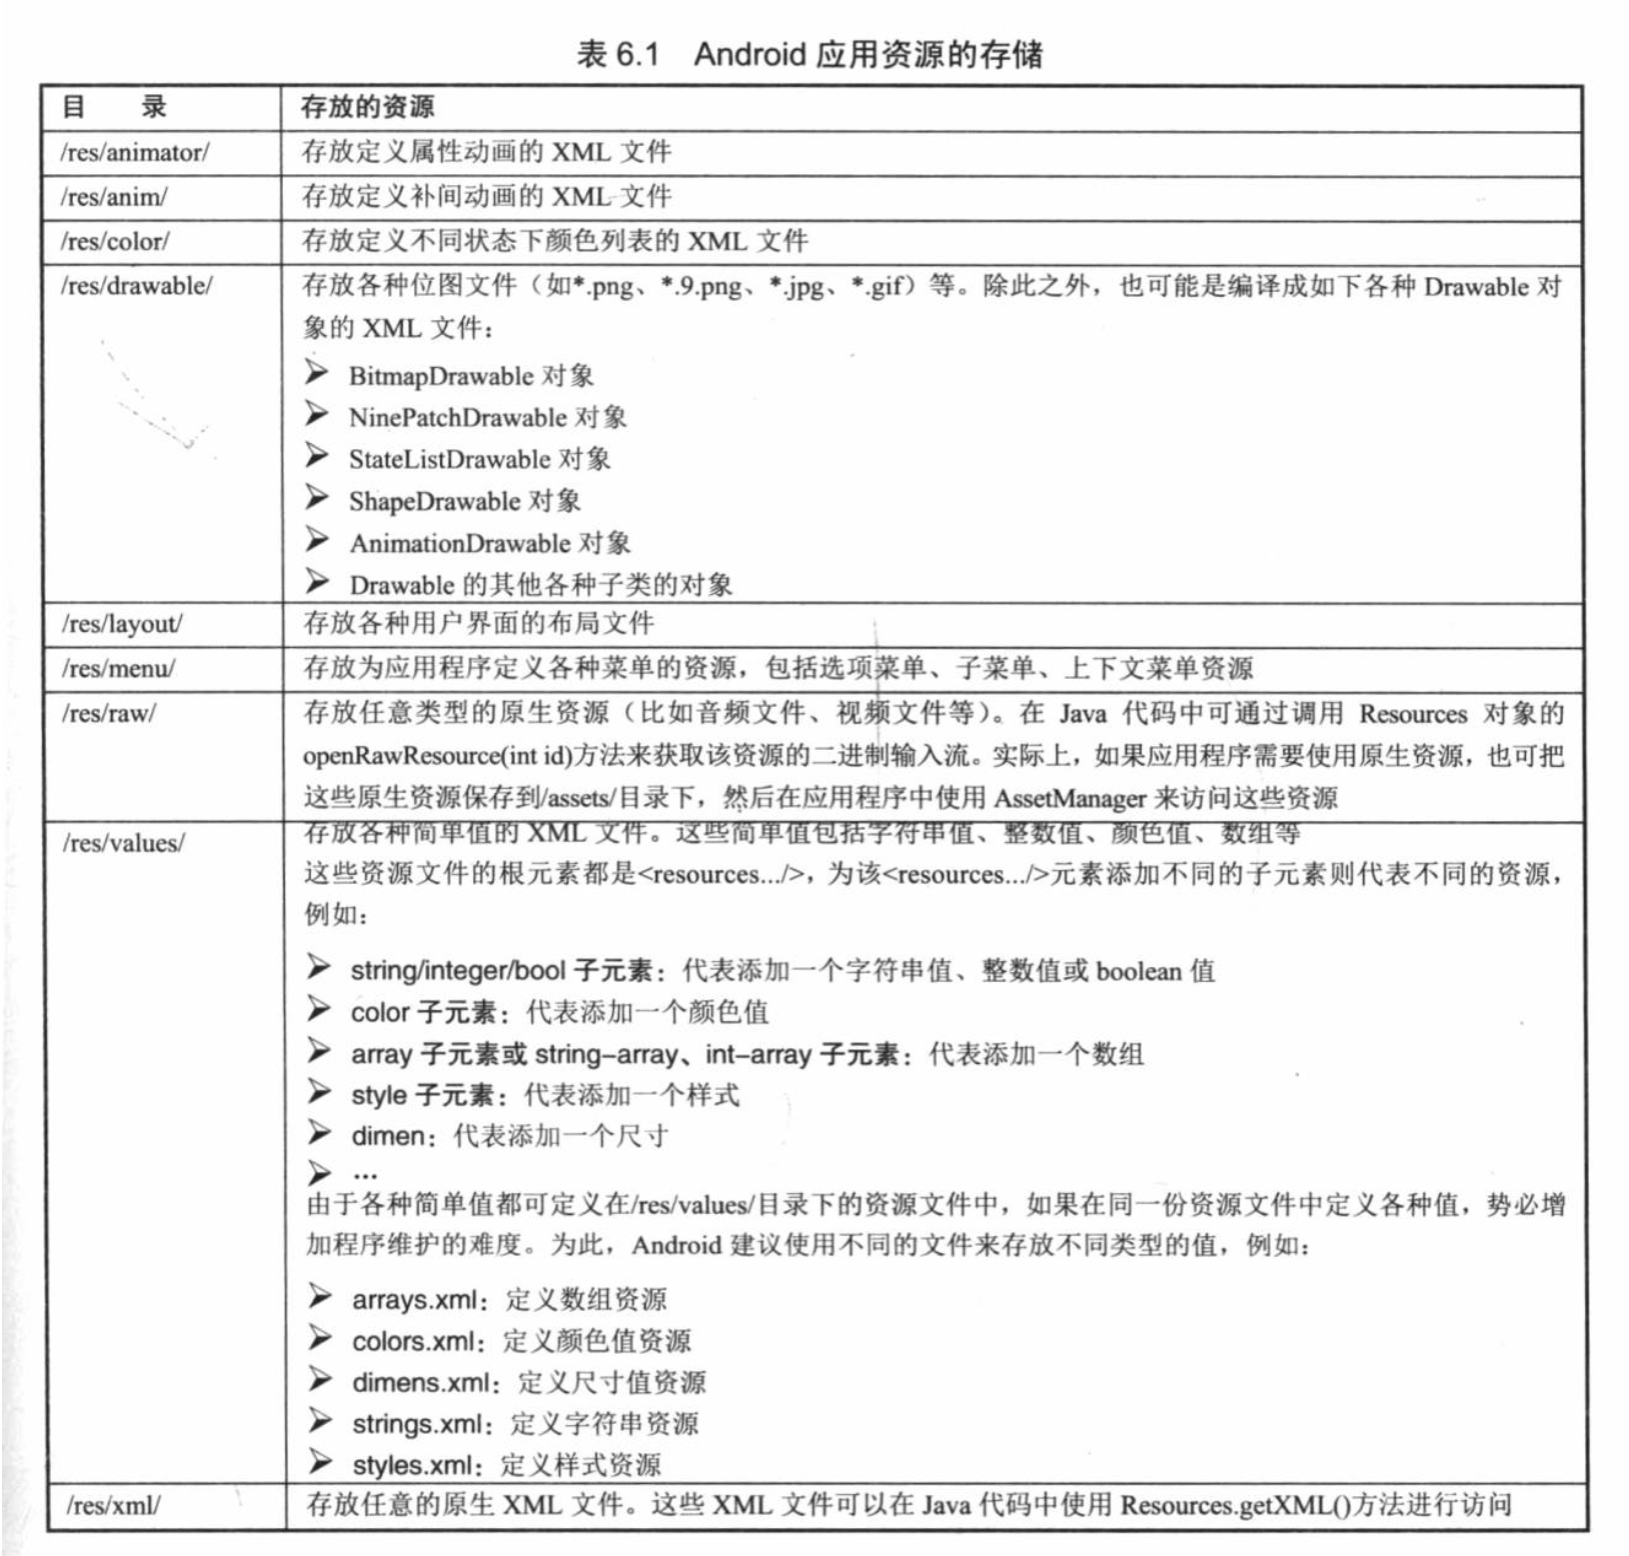 表 6.1 Android 应用资源的存储
目 录 存放的资源
/res/animator/ 存放定义属性动画的 XML 文件
/res/anim/ 存放定义补间动画的 XML 文件
/res/color/ 存放定义不同状态下颜色列表的 XML 文件
/res/drawable/ 存放各种位图文件（如*.png、*.9.png、*.jpg、*.gif）等。除此之外，也可能是编译成如下各种 Drawable 对
象的 XML 文件：
➢ BitmapDrawable 对象
➢ NinePatchDrawable 对象
➢ StateListDrawable 对象
➢ ShapeDrawable 对象
➢ AnimationDrawable 对象
➢ Drawable 的其他各种子类的对象
/res/layout/ 存放各种用户界面的布局文件
/res/menu/ 存放为应用程序定义各种菜单的资源，包括选项菜单、子菜单、上下文菜单资源
/res/raw/ 存放任意类型的原生资源（比如音频文件、视频文件等）。在 Java 代码中可通过调用 Resources 对象的
openRawResource(int id)方法来获取该资源的二进制输入流。实际上，如果应用程序需要使用原生资源，也可把
这些原生资源保存到/assets/目录下，然后在应用程序中使用 AssetManager 来访问这些资源
/res/values/ 存放各种简单值的 XML 文件。这些简单值包括字符串值、整数值、颜色值、数组等
这些资源文件的根元素都是<resources.../>，为该<resources.../>元素添加不同的子元素则代表不同的资源，
例如：
➢ string/integer/bool 子元素：代表添加一个字符串值、整数值或 boolean 值
➢ color 子元素：代表添加一个颜色值
➢ array 子元素或 string-array、int-array 子元素：代表添加一个数组
➢ style 子元素：代表添加一个样式
➢ dimen：代表添加一个尺寸
➢ ...
由于各种简单值都可定义在/res/values/目录下的资源文件中，如果在同一份资源文件中定义各种值，势必增
加程序维护的难度。为此，Android 建议使用不同的文件来存放不同类型的值，例如：
➢ arrays.xml：定义数组资源
➢ colors.xml：定义颜色值资源
➢ dimens.xml：定义尺寸值资源
➢ strings.xml：定义字符串资源
➢ styles.xml：定义样式资源
/res/xml/ 存放任意的原生 XML 文件。这些 XML 文件可以在 Java 代码中使用 Resources.getXML()方法进行访问